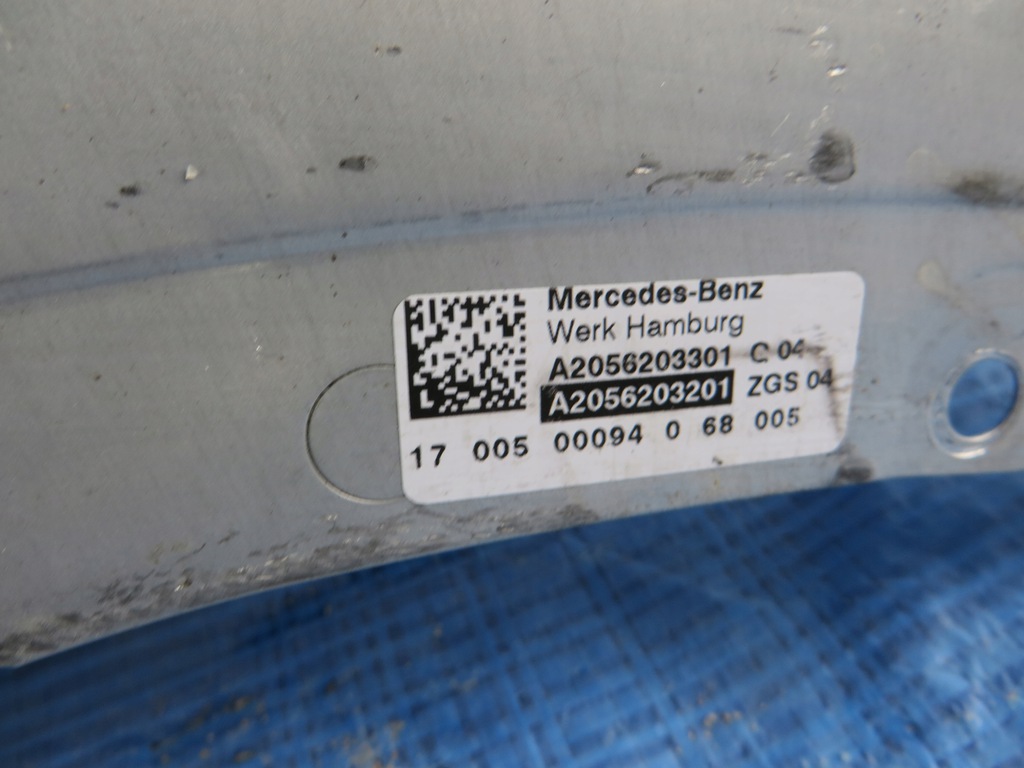 Mercedes-Benz
Werk Hamburg
A2056203301 Q 04
A2056203201 ZGS 04
17 005 00094 0 68 005